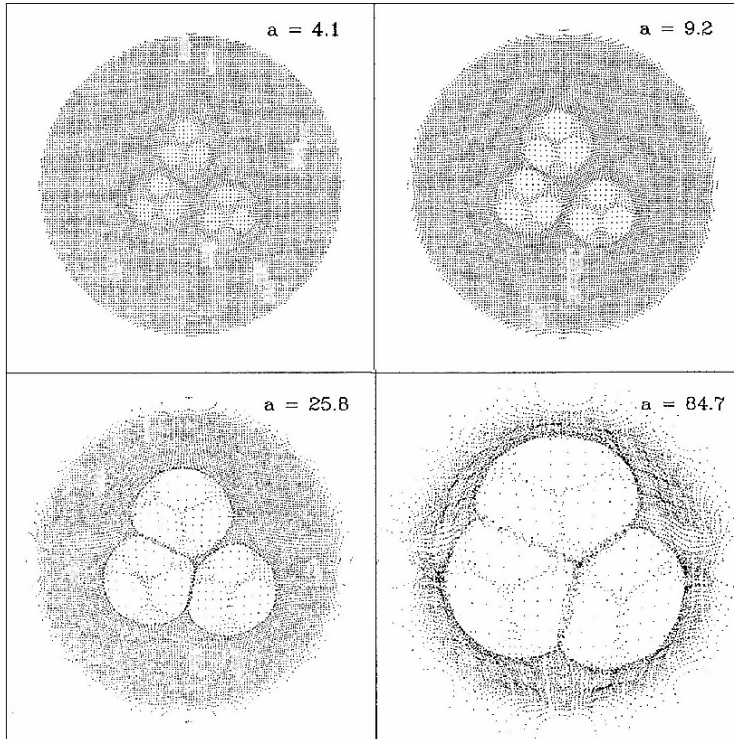 a = 4.1
a = 9.2
a = 25.8
a = 84.7